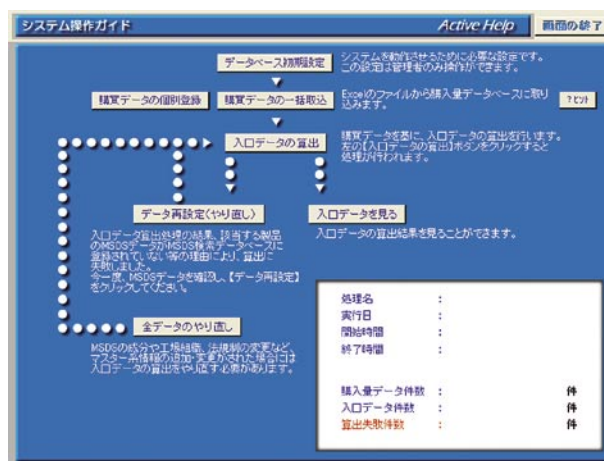 システム操作ガイド
Active Help
画面の終了
データベース初期設定
システムを動作させるために必要な設定です。
この設定は管理者のみ操作ができます。
購買データの個別登録
購買データの一括取込
Excelのファイルから購入量データベースに取り
込みます。
?ヒント
入口データの算出
購買データを基に、入口データの算出を行います。
左の【入口データの算出】ボタンをクリックすると
処理が行われます。
データ再設定(やり直し)
入口データを見る
入口データ算出処理の結果、該当する製品
のMSDSデータがMSDS検索データベースに
登録されていない等の理由により、算出に
失敗しました。
今一度、MSDSデータを確認し、【データ再設定】
をクリックしてください。
入口データの算出結果を見ることができます。
全データのやり直し
MSDSの成分や工場組織、法規制の変更など、
マスター系情報の追加・変更がされた場合には
入口データの算出をやり直す必要があります。
処理名 :
実行日 :
開始時間 :
終了時間 :
購入量データ件数 : 件
入口データ件数 : 件
算出失敗件数 : 件